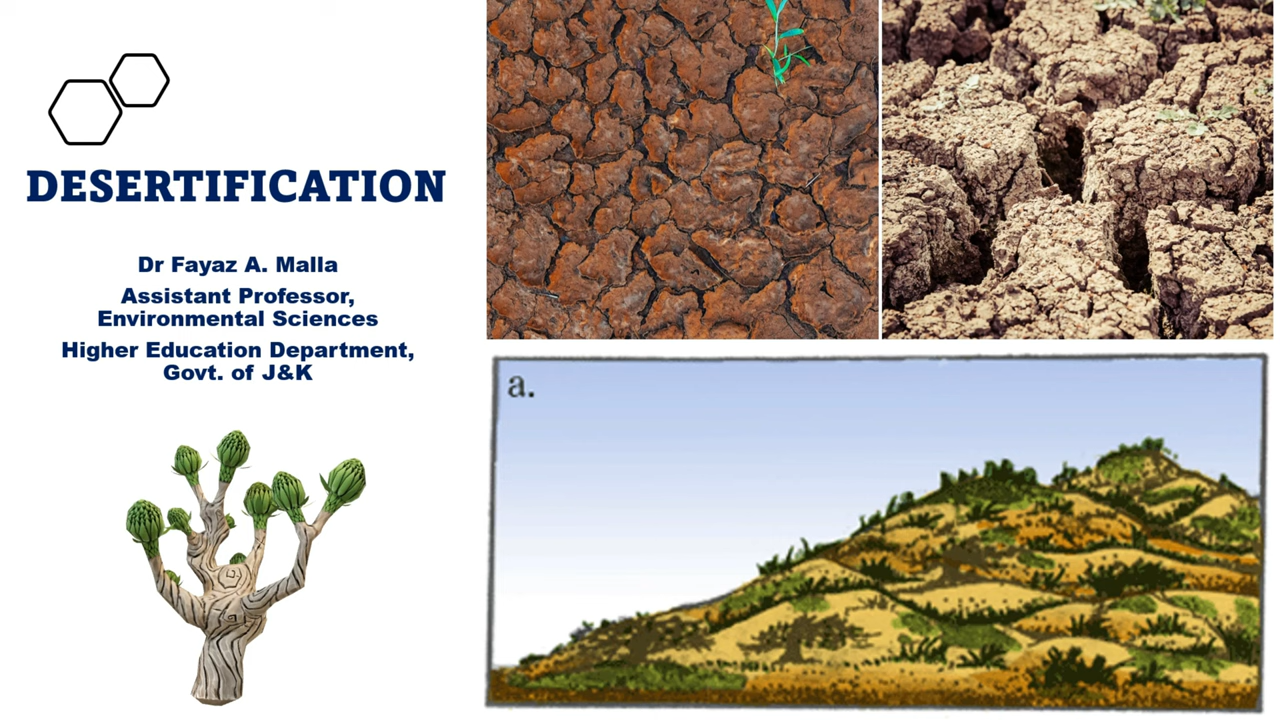 DESERTIFICATION
Dr Fayaz A. Malla
Assistant Professor,
Environmental Sciences
Higher Education Department,
Govt. of J&K
a.